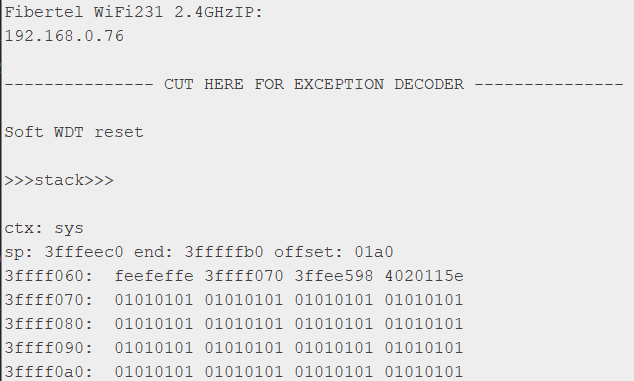 Fibertel WiFi231 2.4GHzIP:
192.168.0.76
--------------- CUT HERE FOR EXCEPTION DECODER ---------------
Soft WDT reset
>>>stack>>>
ctx: sys
sp: 3fffeec0 end: 3fffffb0 offset: 01a0
3ffff060:  feefeffe 3ffff070 3ffee598 4020115e
3ffff070:  01010101 01010101 01010101 01010101
3ffff080:  01010101 01010101 01010101 01010101
3ffff090:  01010101 01010101 01010101 01010101
3ffff0a0:  01010101 01010101 01010101 01010101